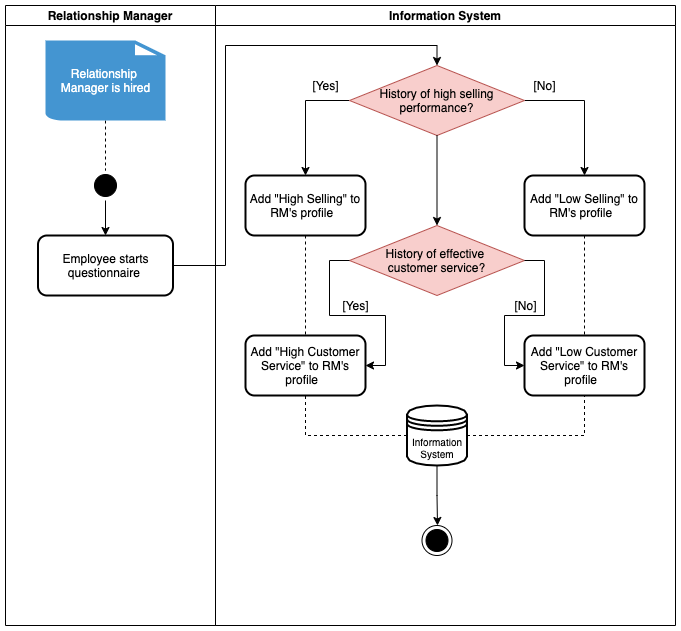 Relationship Manager
Information System
Relationship
Manager is hired
[Yes]
History of high selling
performance?
[No]
Add "High Selling" to
RM's profile
Add "Low Selling" to
RM's profile
Employee starts
questionnaire
History of effective
customer service?
[Yes]
[No]
Add "High Customer
Service" to RM's
profile
Add "Low Customer
Service" to RM's
profile
Information
System